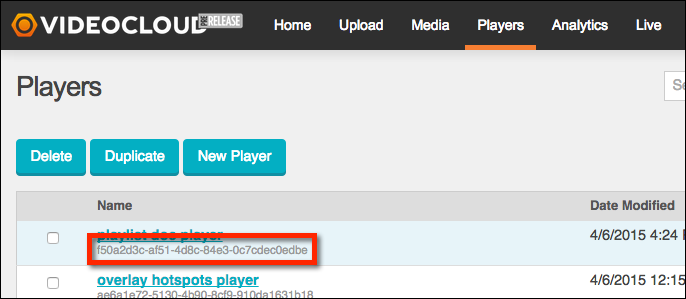 VIDEOCLOUD PRE RELEASE Home Upload Media Players Analytics Live
Players
Se
Delete Duplicate New Player
Name Date Modified
playlist doc player
f50a2d3c-af51-4d8c-84e3-0c7cdec0edbe
4/6/2015 4:24
overlay hotspots player 4/6/2015 12:15
ae6a1e72-5130-4b90-8cf9-910da1631b18